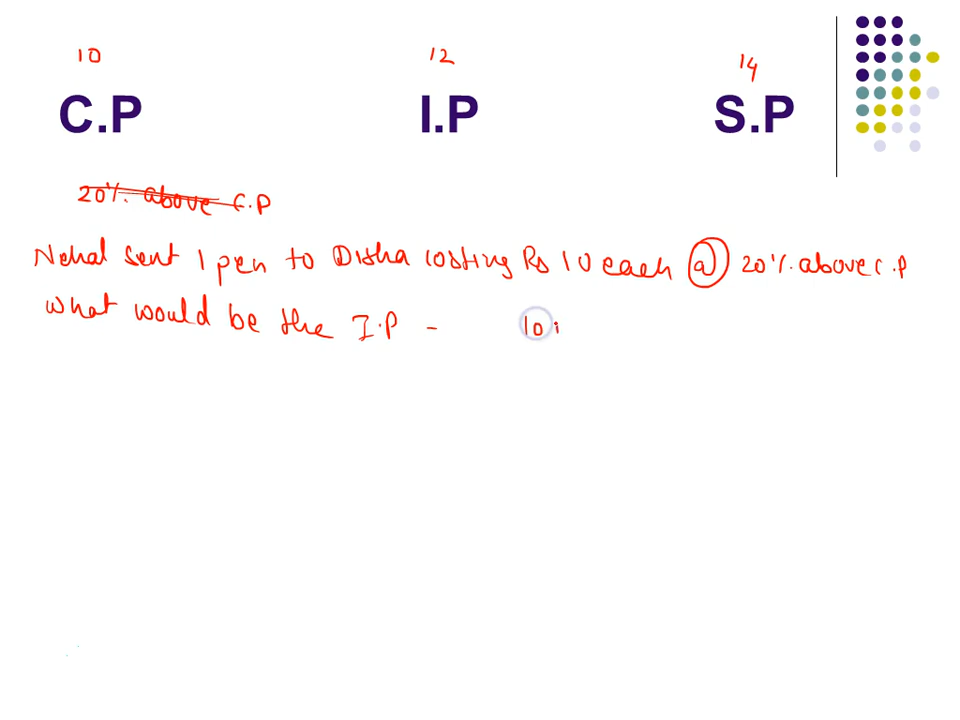 10 12 14
C.P I.P S.P
20% above C.P
Nehal sent 1 pen to Disha costing Rs 10 each @ 20% above C.P
What would be the I.P - 10